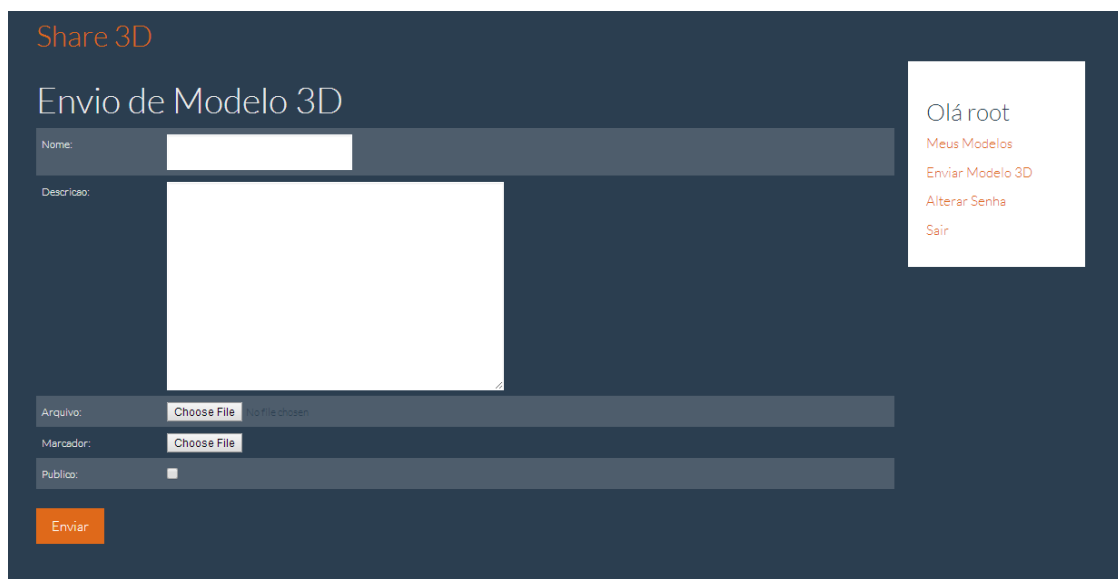 Share 3D
Envio de Modelo 3D
Nome:
Descricao:
Arquivo: Choose File No file chosen
Marcador: Choose File
Publico:
Enviar
Olá root
Meus Modelos
Enviar Modelo 3D
Alterar Senha
Sair